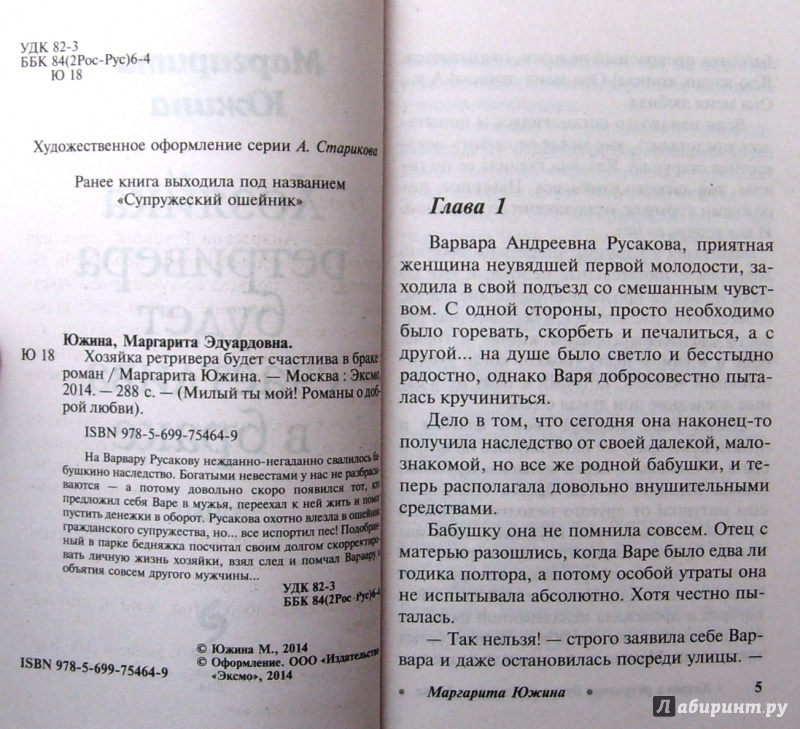 УДК 82-3
ББК 84(2Рос-Рус)6-4
Ю 18
Художественное оформление серии А. Старикова
Ранее книга выходила под названием
«Супружеский ошейник»
Южина, Маргарита Эдуардовна.
Ю 18 Хозяйка ретривера будет счастлива в браке :
роман / Маргарита Южина. — Москва : Эксмо,
2014. — 288 с. — (Милый ты мой! Романы о доб-
рой любви).
ISBN 978-5-699-75464-9
На Варвару Русакову нежданно-негаданно свалилось ба-
бушкино наследство. Богатыми невестами у нас не разбрасы-
ваются — а потому довольно скоро появился тот, кто
предложил себя Варе в мужья, переехал к ней жить и помог
пустить денежки в оборот. Русакова охотно влезла в ошейник
гражданского супружества, но... все испортил пес! Подобран-
ный в парке бедняжка посчитал своим долгом скорректиро-
вать личную жизнь хозяйки, взял след и помчал Варвару в
объятия совсем другого мужчины...
УДК 82-3
ББК 84(2Рос-Рус)6-4
© Южина М., 2014
© Оформление. ООО «Издательство
ISBN 978-5-699-75464-9 «Эксмо», 2014
Глава 1
Варвара Андреевна Русакова, приятная
женщина неувядшей первой молодости, за-
ходила в свой подъезд со смешанным чувст-
вом. С одной стороны, просто необходимо
было горевать, скорбеть и печалиться, а с
другой... на душе было светло и бесстыдно
радостно, однако Варя добросовестно пыта-
лась кручиниться.
Дело в том, что сегодня она наконец-то
получила наследство от своей далекой, мало-
знакомой, но все же родной бабушки, и те-
перь располагала довольно внушительными
средствами.
Бабушку она не помнила совсем. Отец с
матерью разошлись, когда Варе было едва ли
годика полтора, а потому особой утраты она
не испытывала абсолютно. Хотя честно пы-
талась.
— Так нельзя! — строго заявила себе Вар-
вара и даже остановилась посреди улицы. —
• Маргарита Южина • 5
Лабиринт.ру